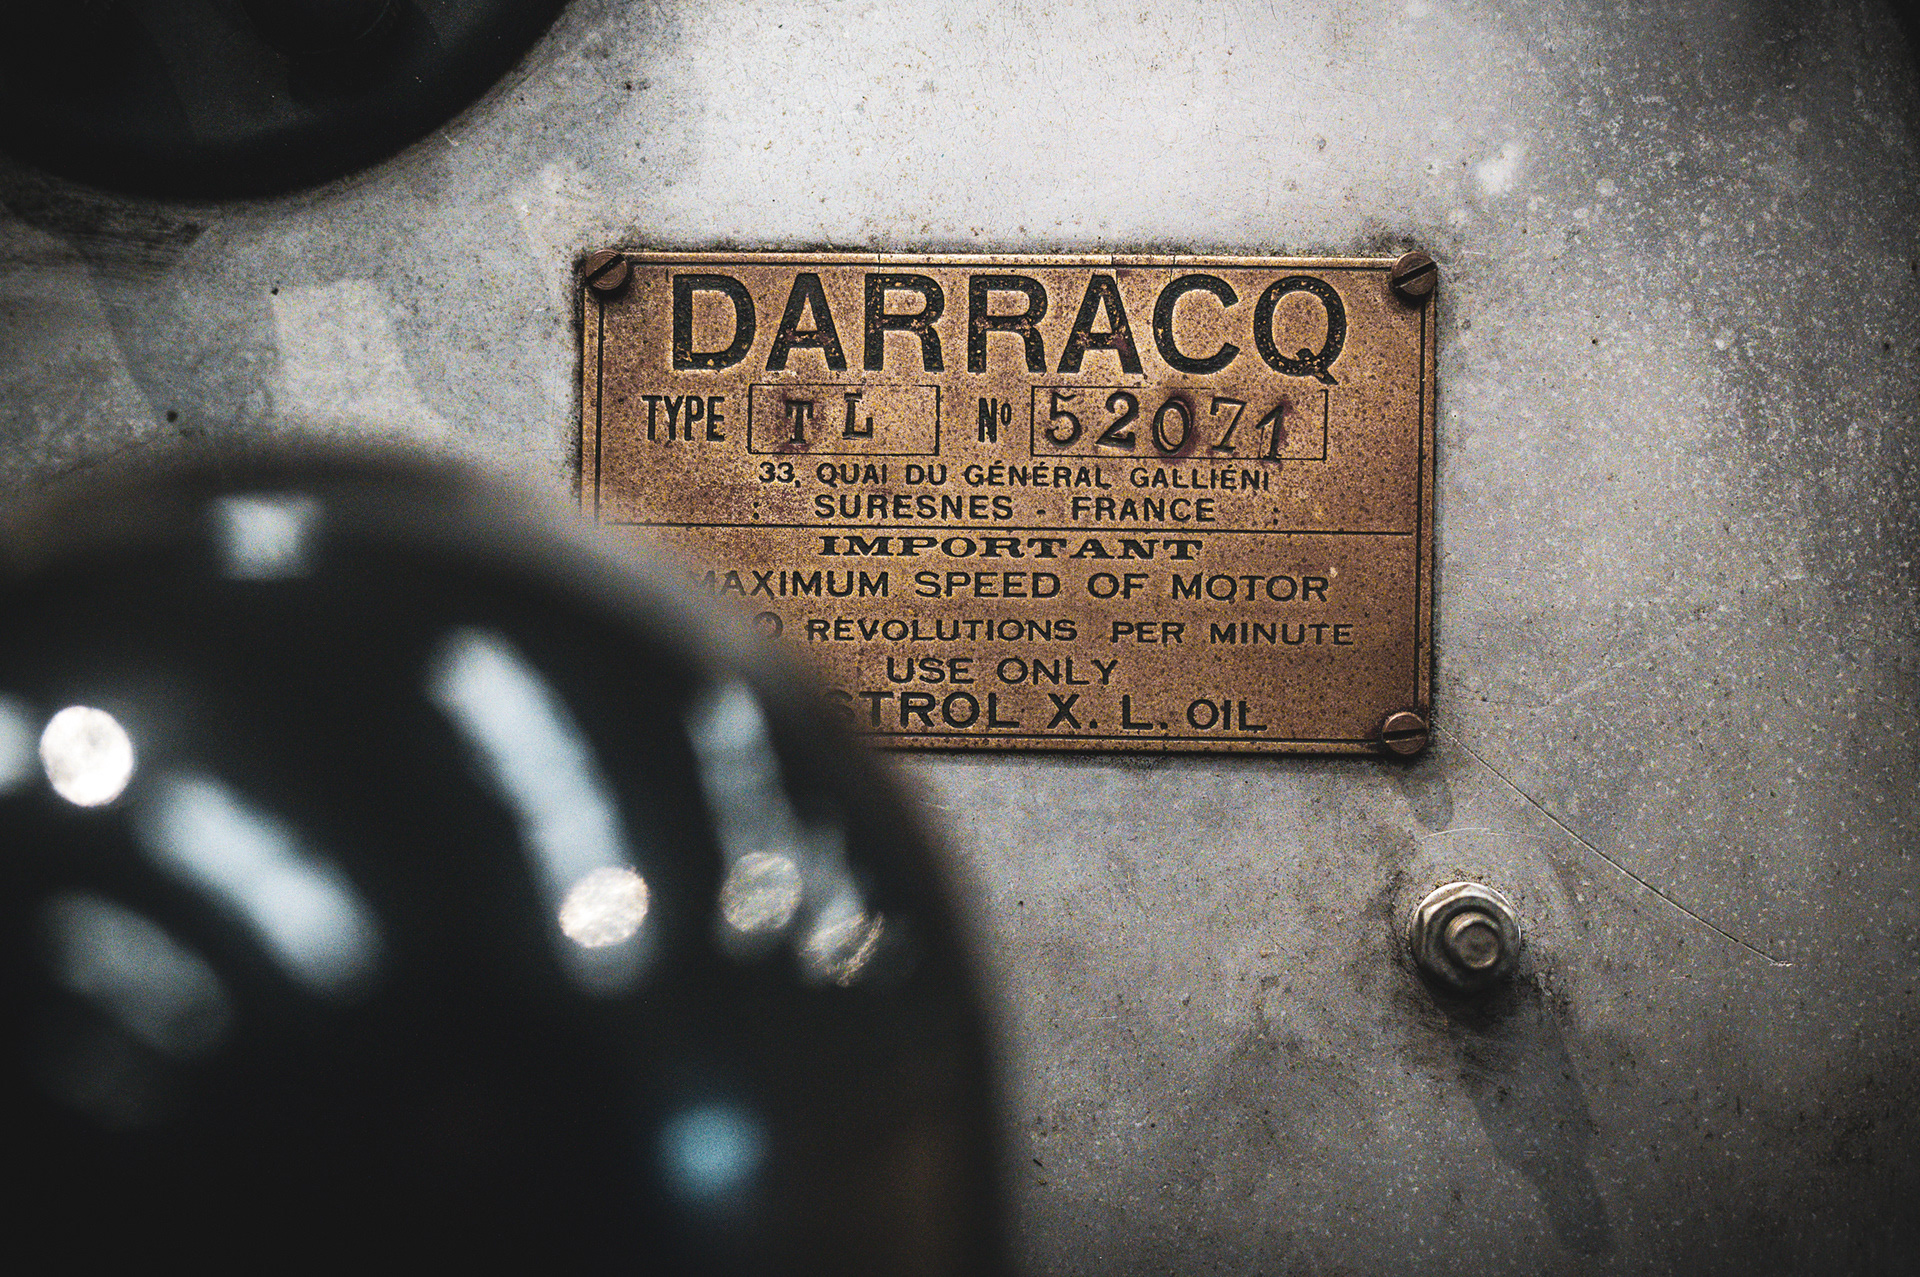 DARRACQ
TYPE TL Nº 52071
33, QUAI DU GÉNÉRAL GALLIÉNI
: SURESNES - FRANCE :
IMPORTANT
MAXIMUM SPEED OF MOTOR
REVOLUTIONS PER MINUTE
USE ONLY
X. L. OIL